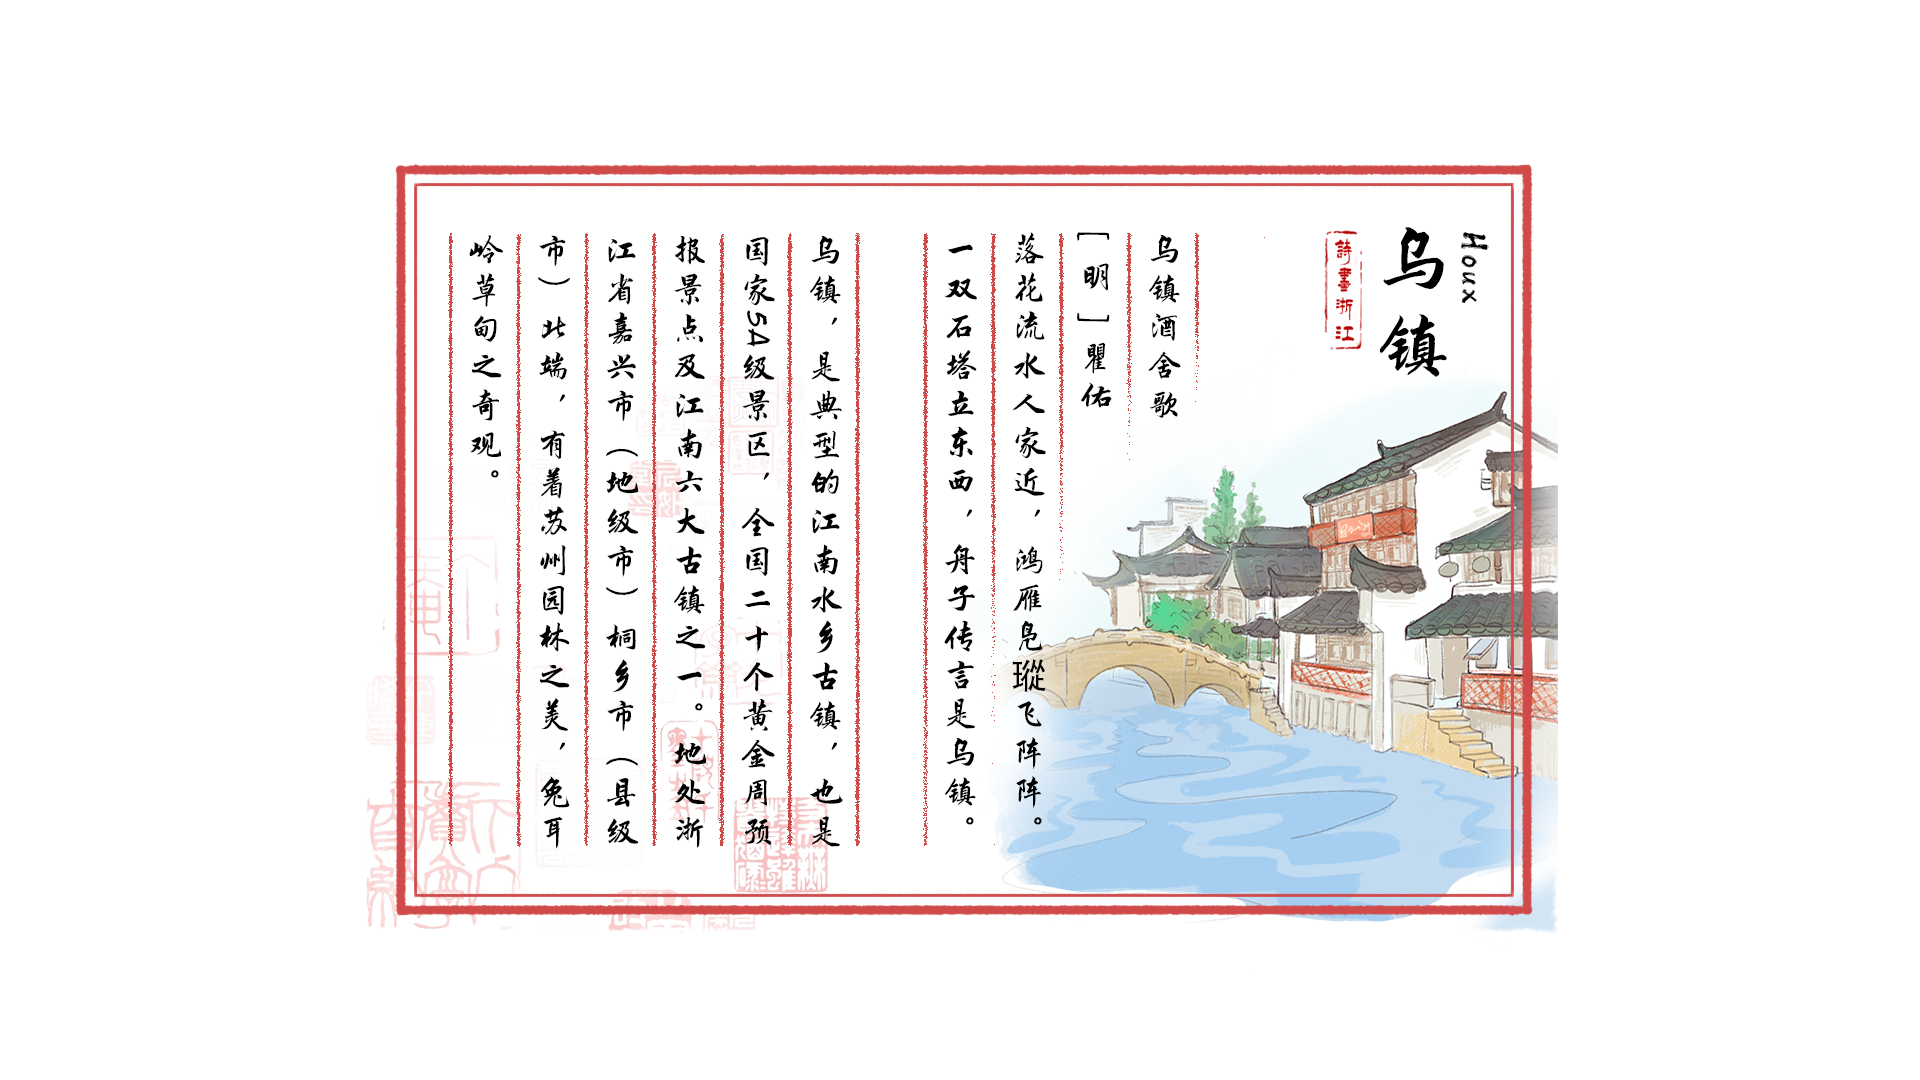 Houx
乌镇
詩畫浙江
乌镇酒舍歌
[明]瞿佑
落花流水人家近，鸿雁凫瑽飞阵阵。
一双石塔立东西，舟子传言是乌镇。
乌镇，是典型的江南水乡古镇，也是
国家5A级景区，全国二十个黄金周预
报景点及江南六大古镇之一。地处浙
江省嘉兴市（地级市）桐乡市（县级
市）北端，有着苏州园林之美，兔耳
岭草甸之奇观。